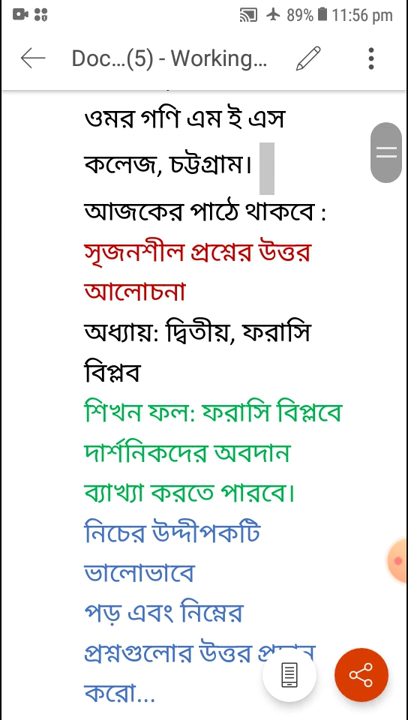 89% 11:56 pm
Doc...(5) - Working...
ওমর গণি এম ই এস
কলেজ, চট্টগ্রাম।
আজকের পাঠে থাকবে :
সৃজনশীল প্রশ্নের উত্তর
আলোচনা
অধ্যায়: দ্বিতীয়, ফরাসি
বিপ্লব
শিখন ফল: ফরাসি বিপ্লবে
দার্শনিকদের অবদান
ব্যাখ্যা করতে পারবে।
নিচের উদ্দীপকটি
ভালোভাবে
পড় এবং নিম্নের
প্রশ্নগুলোর উত্তর
করো...